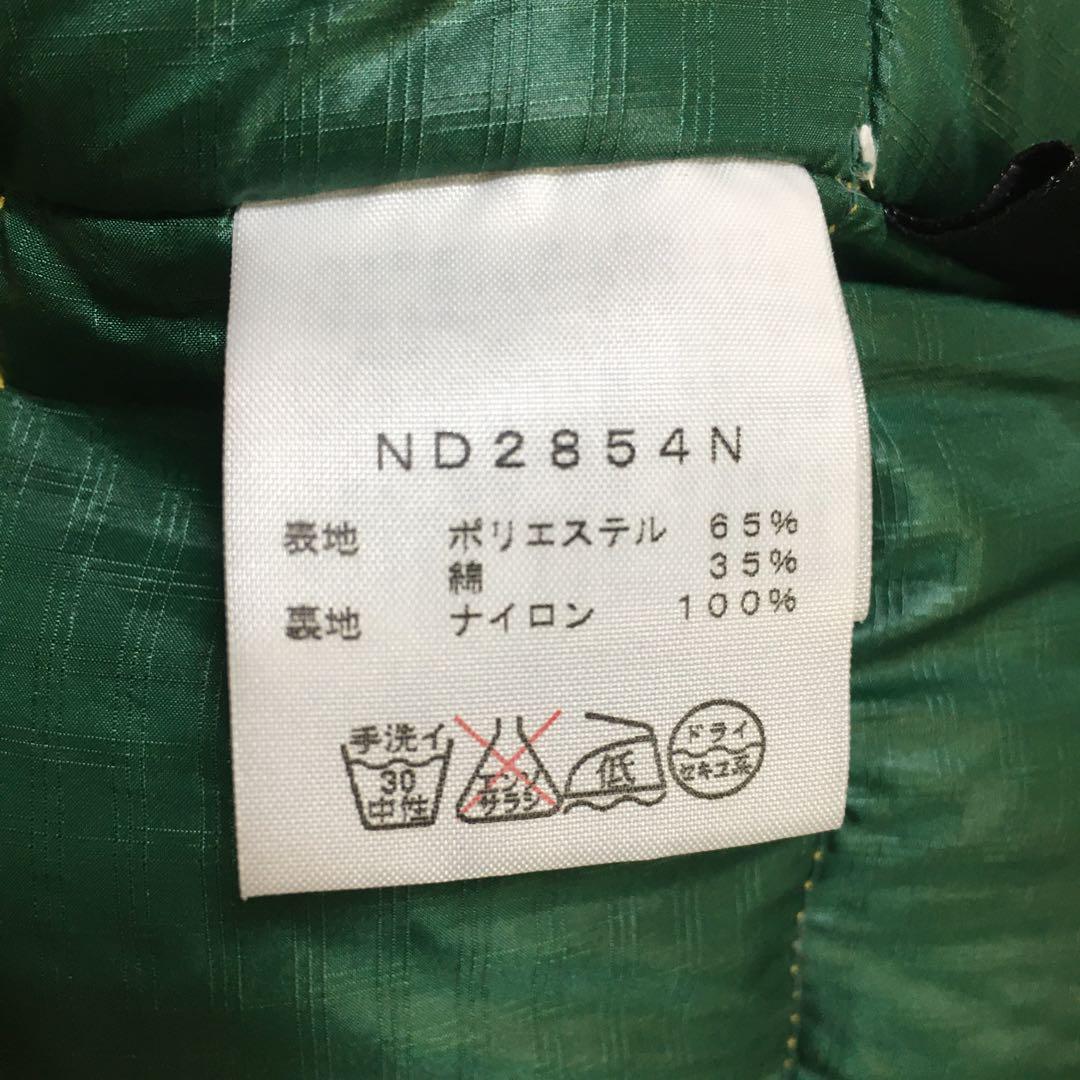 ND2854N
表地 ポリエステル 65%
綿 35%
裏地 ナイロン 100%
手洗イ
30
中性
エンソ
サラシ
低
ドライ
セキユ系